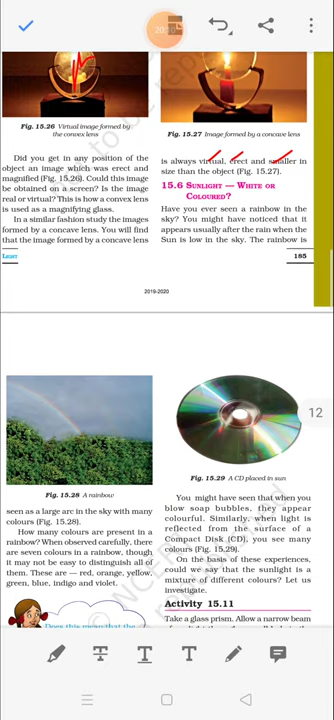 20:10
Fig. 15.26 Virtual image formed by
the convex lens
Did you get in any position of the
object an image which was erect and
magnified (Fig. 15.26). Could this image
be obtained on a screen? Is the image
real or virtual? This is how a convex lens
is used as a magnifying glass.
In a similar fashion study the images
formed by a concave lens. You will find
that the image formed by a concave lens
Fig. 15.27 Image formed by a concave lens
is always virtual, erect and smaller in
size than the object (Fig. 15.27).
15.6 SUNLIGHT — WHITE OR
COLOURED?
Have you ever seen a rainbow in the
sky? You might have noticed that it
appears usually after the rain when the
Sun is low in the sky. The rainbow is
LIGHT
185
2019-2020
12
Fig. 15.28 A rainbow
seen as a large arc in the sky with many
colours (Fig. 15.28).
How many colours are present in a
rainbow? When observed carefully, there
are seven colours in a rainbow, though
it may not be easy to distinguish all of
them. These are — red, orange, yellow,
green, blue, indigo and violet.
Does this mean that the
Fig. 15.29 A CD placed in sun
You might have seen that when you
blow soap bubbles, they appear
colourful. Similarly, when light is
reflected from the surface of a
Compact Disk (CD), you see many
colours (Fig. 15.29).
On the basis of these experiences,
could we say that the sunlight is a
mixture of different colours? Let us
investigate.
Activity 15.11
Take a glass prism. Allow a narrow beam